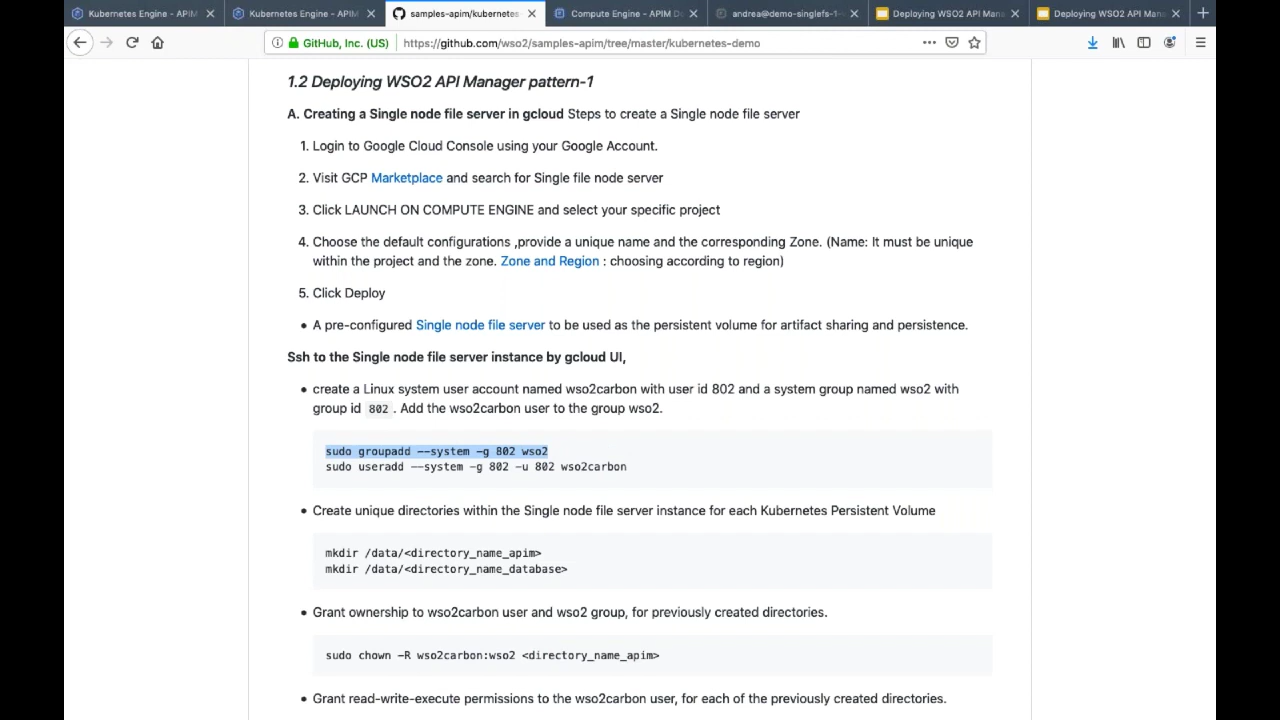 Kubernetes Engine - APIM
Kubernetes Engine - APIM
samples-apim/kubernetes-
Compute Engine - APIM De
andrea@demo-singlefs-1
Deploying WSO2 API Mana
Deploying WSO2 API Mana
GitHub, Inc. (US)
https://github.com/wso2/samples-apim/tree/master/kubernetes-demo
1.2 Deploying WSO2 API Manager pattern-1
A. Creating a Single node file server in gcloud Steps to create a Single node file server
1. Login to Google Cloud Console using your Google Account.
2. Visit GCP Marketplace and search for Single file node server
3. Click LAUNCH ON COMPUTE ENGINE and select your specific project
4. Choose the default configurations ,provide a unique name and the corresponding Zone. (Name: It must be unique
within the project and the zone. Zone and Region : choosing according to region)
5. Click Deploy
• A pre-configured Single node file server to be used as the persistent volume for artifact sharing and persistence.
Ssh to the Single node file server instance by gcloud UI,
• create a Linux system user account named wso2carbon with user id 802 and a system group named wso2 with
group id 802 . Add the wso2carbon user to the group wso2.
sudo groupadd --system -g 802 wso2
sudo useradd --system -g 802 -u 802 wso2carbon
• Create unique directories within the Single node file server instance for each Kubernetes Persistent Volume
mkdir /data/<directory_name_apim>
mkdir /data/<directory_name_database>
• Grant ownership to wso2carbon user and wso2 group, for previously created directories.
sudo chown -R wso2carbon:wso2 <directory_name_apim>
• Grant read-write-execute permissions to the wso2carbon user, for each of the previously created directories.